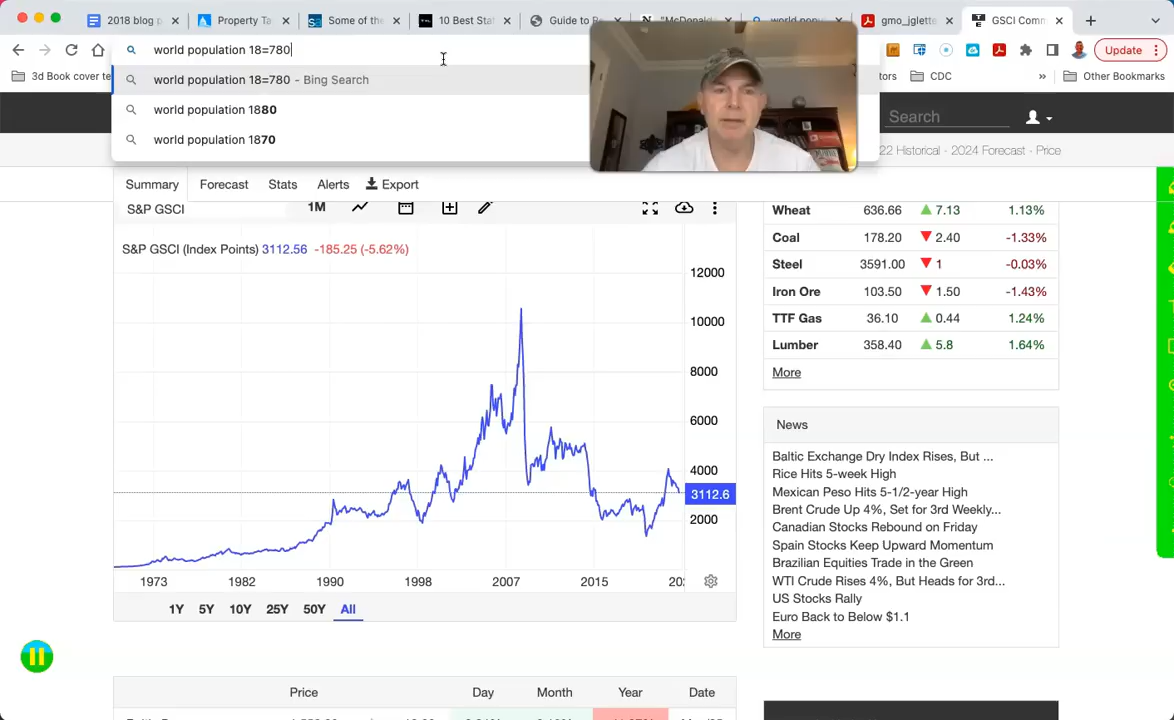 2018 blog p
Property Ta
Some of the
10 Best Stat
Guide to Re
"McDonald
world popu
gmo_jglette
GSCI Comm
world population 18=780
Update
3d Book cover te
tors
CDC
»
Other Bookmarks
world population 18=780 - Bing Search
world population 1880
world population 1870
Search
22 Historical · 2024 Forecast · Price
Summary
Forecast
Stats
Alerts
Export
S&P GSCI
1M
S&P GSCI (Index Points) 3112.56 -185.25 (-5.62%)
12000
10000
8000
6000
4000
3112.6
2000
1973
1982
1990
1998
2007
2015
202
1Y
5Y
10Y
25Y
50Y
All
Wheat 636.66 7.13 1.13%
Coal 178.20 2.40 -1.33%
Steel 3591.00 1 -0.03%
Iron Ore 103.50 1.50 -1.43%
TTF Gas 36.10 0.44 1.24%
Lumber 358.40 5.8 1.64%
More
News
Baltic Exchange Dry Index Rises, But ...
Rice Hits 5-week High
Mexican Peso Hits 5-1/2-year High
Brent Crude Up 4%, Set for 3rd Weekly...
Canadian Stocks Rebound on Friday
Spain Stocks Keep Upward Momentum
Brazilian Equities Trade in the Green
WTI Crude Rises 4%, But Heads for 3rd...
US Stocks Rally
Euro Back to Below $1.1
More
Price
Day
Month
Year
Date